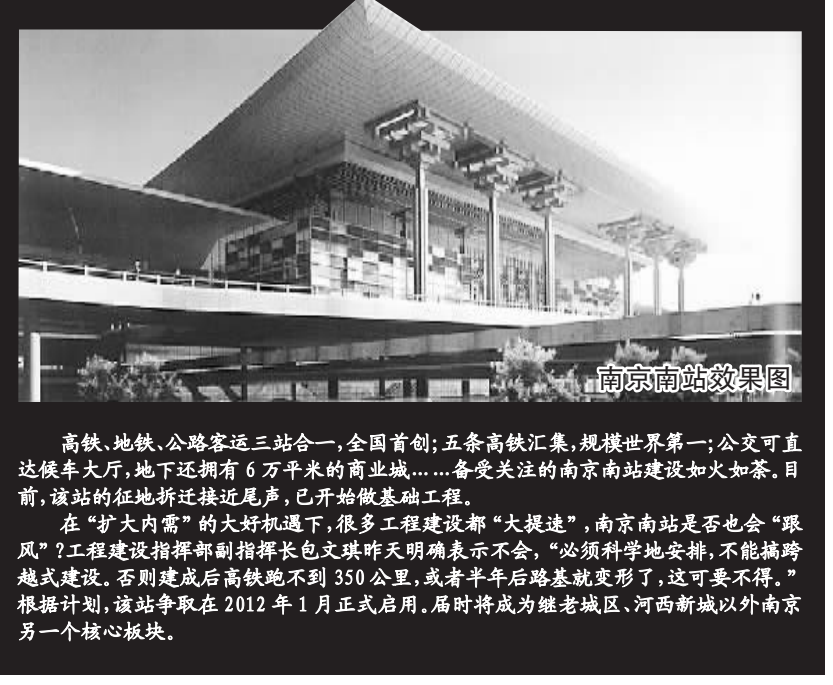 南京南站效果图
高铁、地铁、公路客运三站合一，全国首创；五条高铁汇集，规模世界第一；公交可直
达候车大厅，地下还拥有 6 万平米的商业城……备受关注的南京南站建设如火如荼。目
前，该站的征地拆迁接近尾声，已开始做基础工程。
在“扩大内需”的大好机遇下，很多工程建设都“大提速”，南京南站是否也会“跟
风”？工程建设指挥部副指挥长包文琪昨天明确表示不会，“必须科学地安排，不能搞跨
越式建设。否则建成后高铁跑不到 350 公里，或者半年后路基就变形了，这可要不得。”
根据计划，该站争取在 2012 年 1 月正式启用。届时将成为继老城区、河西新城以外南京
另一个核心板块。